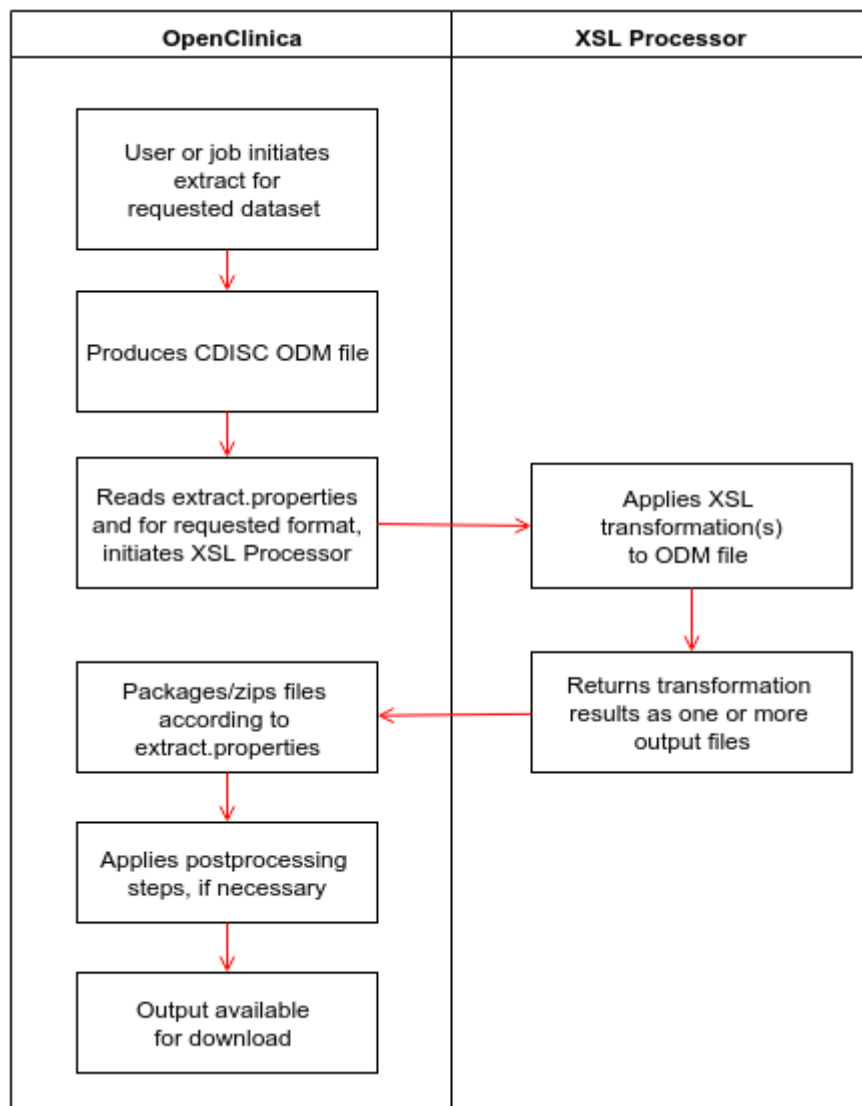 OpenClinica
XSL Processor
User or job initiates
extract for
requested dataset
Produces CDISC ODM file
Reads extract.properties
and for requested format,
initiates XSL Processor
Applies XSL
transformation(s)
to ODM file
Returns transformation
results as one or more
output files
Packages/zips files
according to
extract.properties
Applies postprocessing
steps, if necessary
Output available
for download